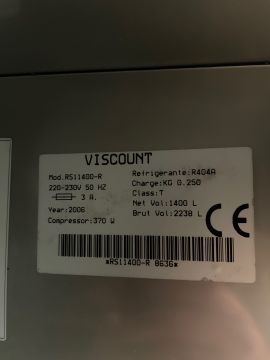 VISCOUNT
Mod.RS11400-R
220-230V 50 HZ
3 A.
Year:2006
Compressor:370 W
Refrigerante:R404A
Charge:KG 0.250
Class:T
Net Vol:1400 L
Brut Vol:2238 L
CE
*RS11400-R 8636*